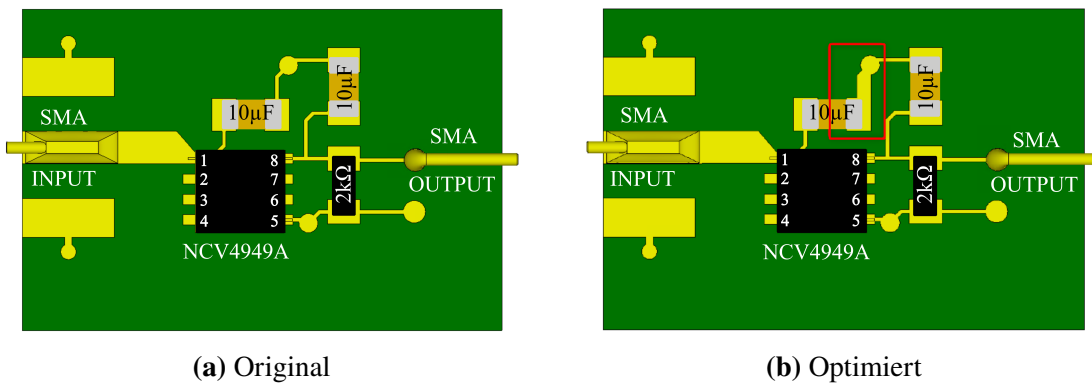 10µF
10µF
SMA
INPUT
1 8
2 7
3 6
4 5
2kΩ
SMA
OUTPUT
NCV4949A
(a) Original
10µF
10µF
SMA
INPUT
1 8
2 7
3 6
4 5
2kΩ
SMA
OUTPUT
NCV4949A
(b) Optimiert